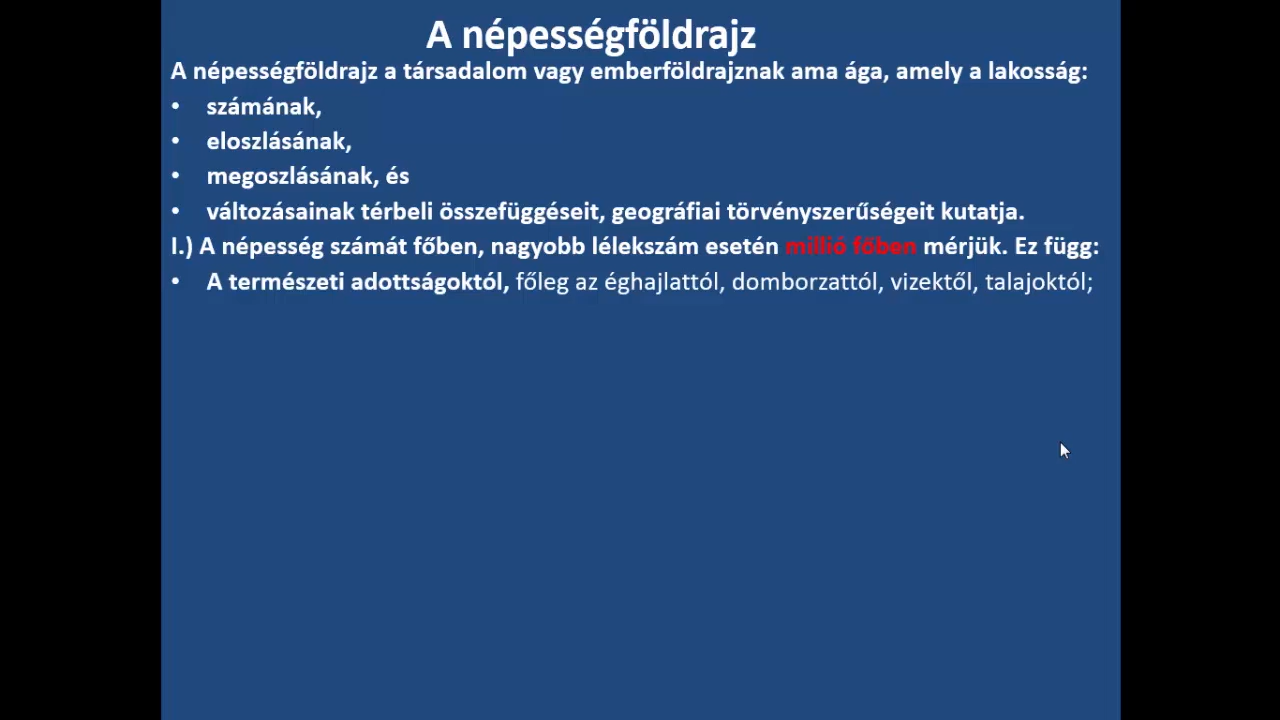 A népességföldrajz
A népességföldrajz a társadalom vagy emberföldrajznak ama ága, amely a lakosság:
• számának,
• eloszlásának,
• megoszlásának, és
• változásainak térbeli összefüggéseit, geográfiai törvényszerűségeit kutatja.
I.) A népesség számát főben, nagyobb lélekszám esetén millió főben mérjük. Ez függ:
• A természeti adottságoktól, főleg az éghajlattól, domborzattól, vizektől, talajoktól;